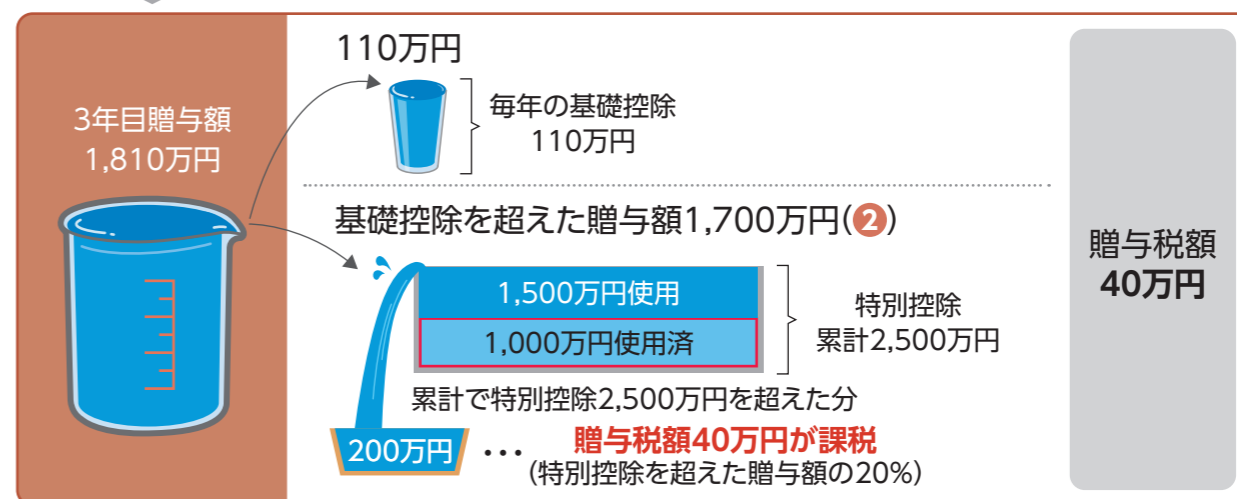 3年目贈与額
1,810万円
110万円
毎年の基礎控除
110万円
基礎控除を超えた贈与額1,700万円(❷)
1,500万円使用
1,000万円使用済
特別控除
累計2,500万円
累計で特別控除2,500万円を超えた分
200万円
… 贈与税額40万円が課税
(特別控除を超えた贈与額の20%)
贈与税額
40万円